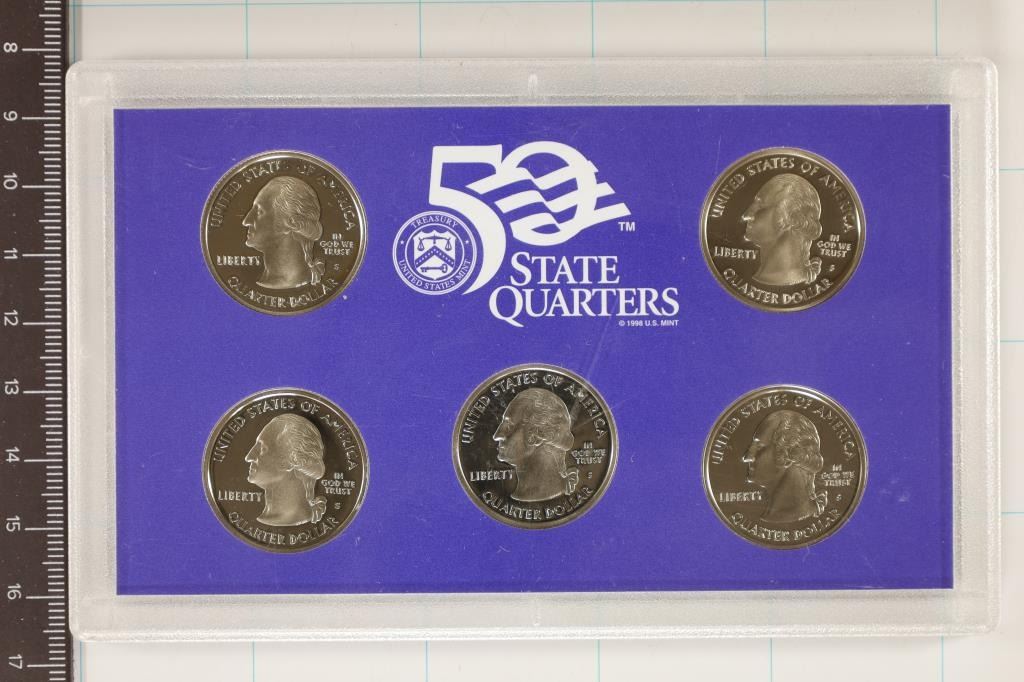 8
9
10
11
12
13
14
15
16
17
50
TM
TREASURY
UNITED STATES MINT
STATE
QUARTERS
© 1998 U.S. MINT
UNITED STATES OF AMERICA
LIBERTY
IN
GOD WE
TRUST
S
QUARTER DOLLAR
UNITED STATES OF AMERICA
LIBERTY
IN
GOD WE
TRUST
S
QUARTER DOLLAR
UNITED STATES OF AMERICA
LIBERTY
IN
GOD WE
TRUST
S
QUARTER DOLLAR
UNITED STATES OF AMERICA
LIBERTY
IN
GOD WE
TRUST
S
QUARTER DOLLAR
UNITED STATES OF AMERICA
LIBERTY
IN
GOD WE
TRUST
S
QUARTER DOLLAR